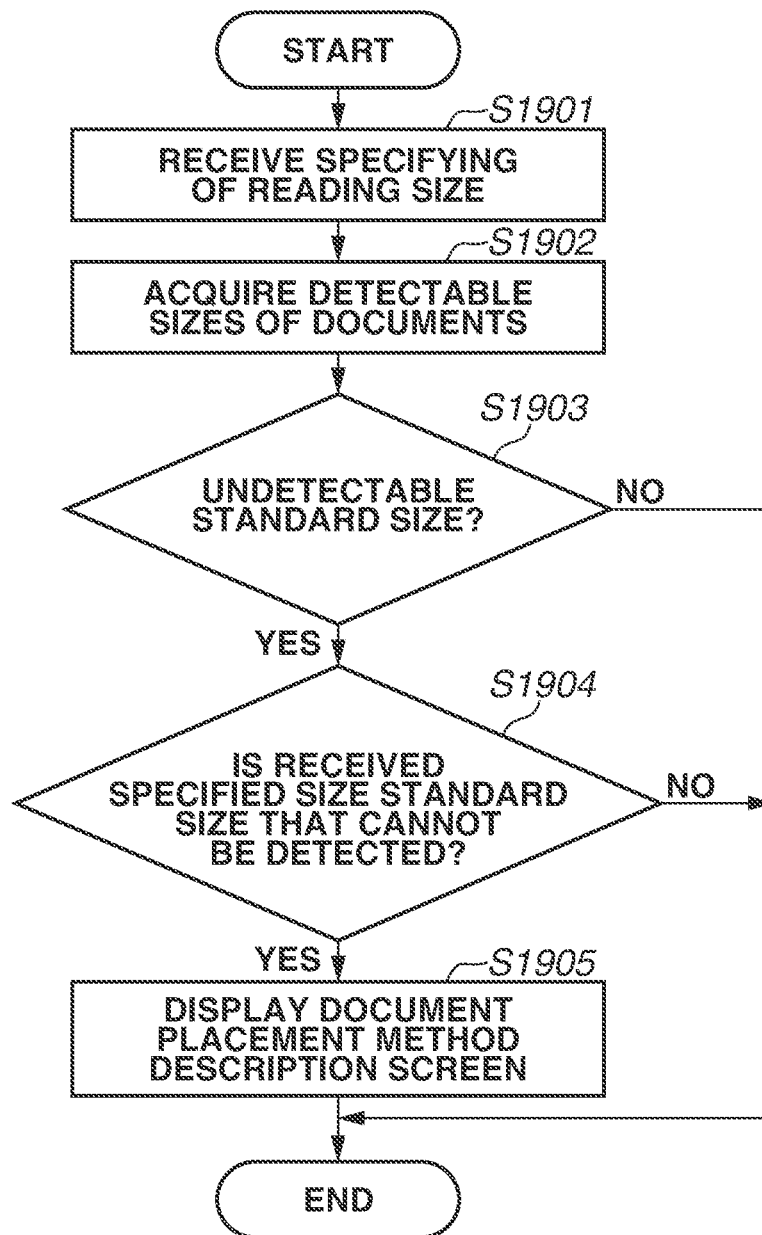 START
S1901
RECEIVE SPECIFYING
OF READING SIZE
S1902
ACQUIRE DETECTABLE
SIZES OF DOCUMENTS
S1903
UNDETECTABLE
STANDARD SIZE?
NO
YES
S1904
IS RECEIVED
SPECIFIED SIZE STANDARD
SIZE THAT CANNOT
BE DETECTED?
NO
YES
S1905
DISPLAY DOCUMENT
PLACEMENT METHOD
DESCRIPTION SCREEN
END